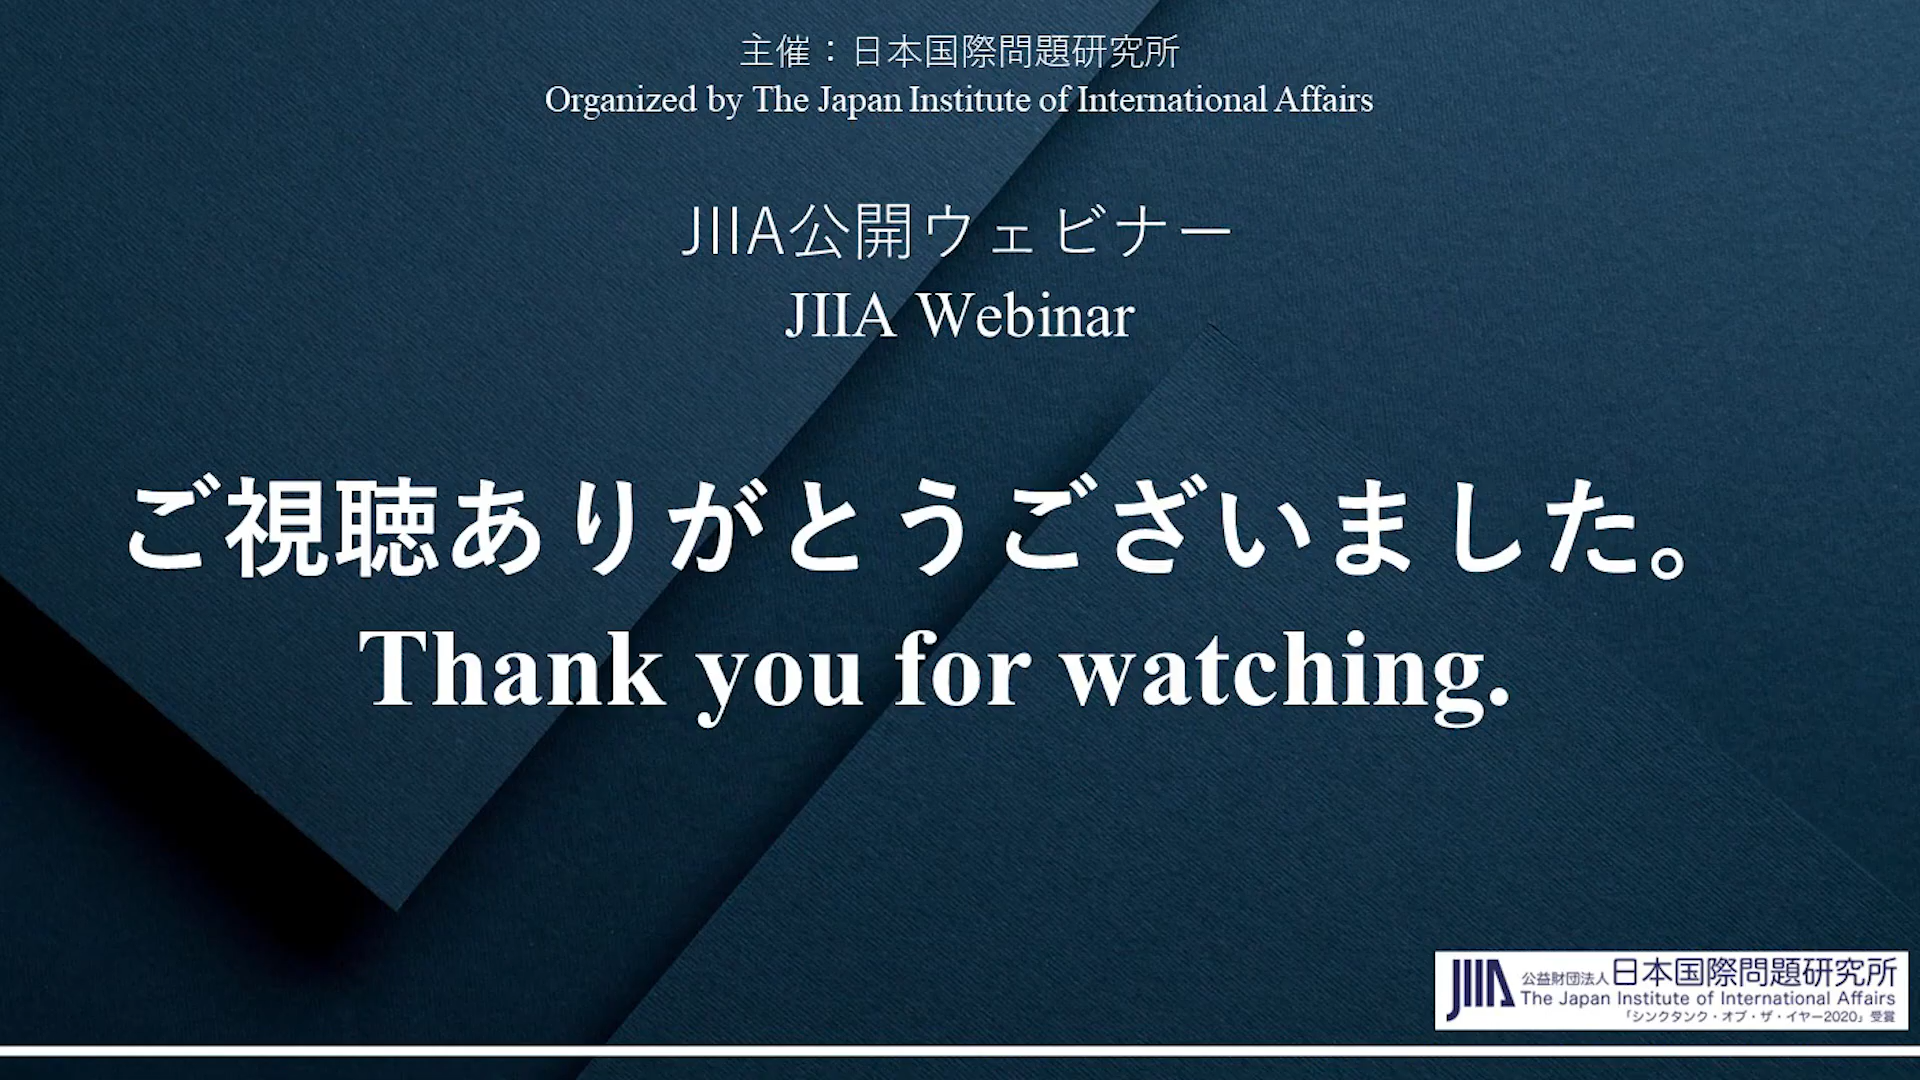 主催：日本国際問題研究所
Organized by The Japan Institute of International Affairs
JIIA公開ウェビナー
JIIA Webinar
ご視聴ありがとうございました。
Thank you for watching.
JIIA 公益財団法人 日本国際問題研究所
The Japan Institute of International Affairs
「シンクタンク・オブ・ザ・イヤー2020」受賞